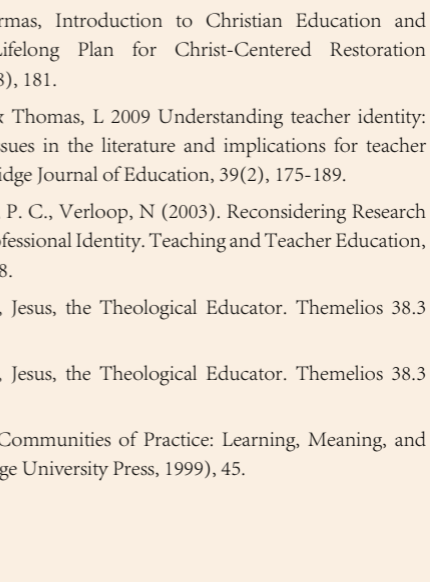 rmas, Introduction to Christian Education and
ifelong Plan for Christ-Centered Restoration
8), 181.
Thomas, L 2009 Understanding teacher identity:
sues in the literature and implications for teacher
idge Journal of Education, 39(2), 175-189.
P. C., Verloop, N (2003). Reconsidering Research
ofessional Identity. Teaching and Teacher Education,
8.
, Jesus, the Theological Educator. Themelios 38.3
, Jesus, the Theological Educator. Themelios 38.3
Communities of Practice: Learning, Meaning, and
ge University Press, 1999), 45.